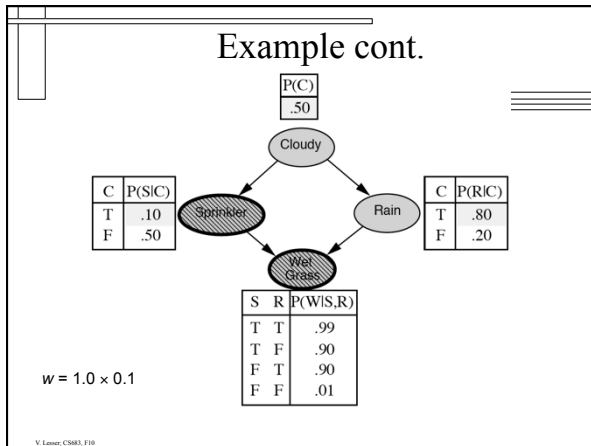 Example cont.
P(C)
.50
Cloudy
C P(S|C)
T .10
F .50
Sprinkler
Rain
C P(R|C)
T .80
F .20
Wet
Grass
S R P(W|S,R)
T T .99
T F .90
F T .90
F F .01
w = 1.0 × 0.1
V. Lesser; CS683, F10